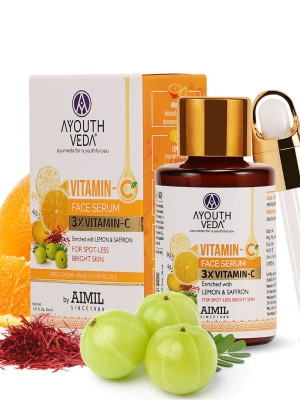 AYOUTH
VEDA®
ayurveda for a youthful you
VITAMIN-C
FACE SERUM
3X VITAMIN-C
Enriched with LEMON & SAFFRON
FOR SPOT-LESS
BRIGHT SKIN
by AIMIL
SINCE 1984
AYOUTH
VEDA®
VITAMIN-C
FACE SERUM
3X VITAMIN-C
Enriched with
LEMON & SAFFRON
FOR SPOT-LESS BRIGHT SKIN
by AIMIL
SINCE 1984